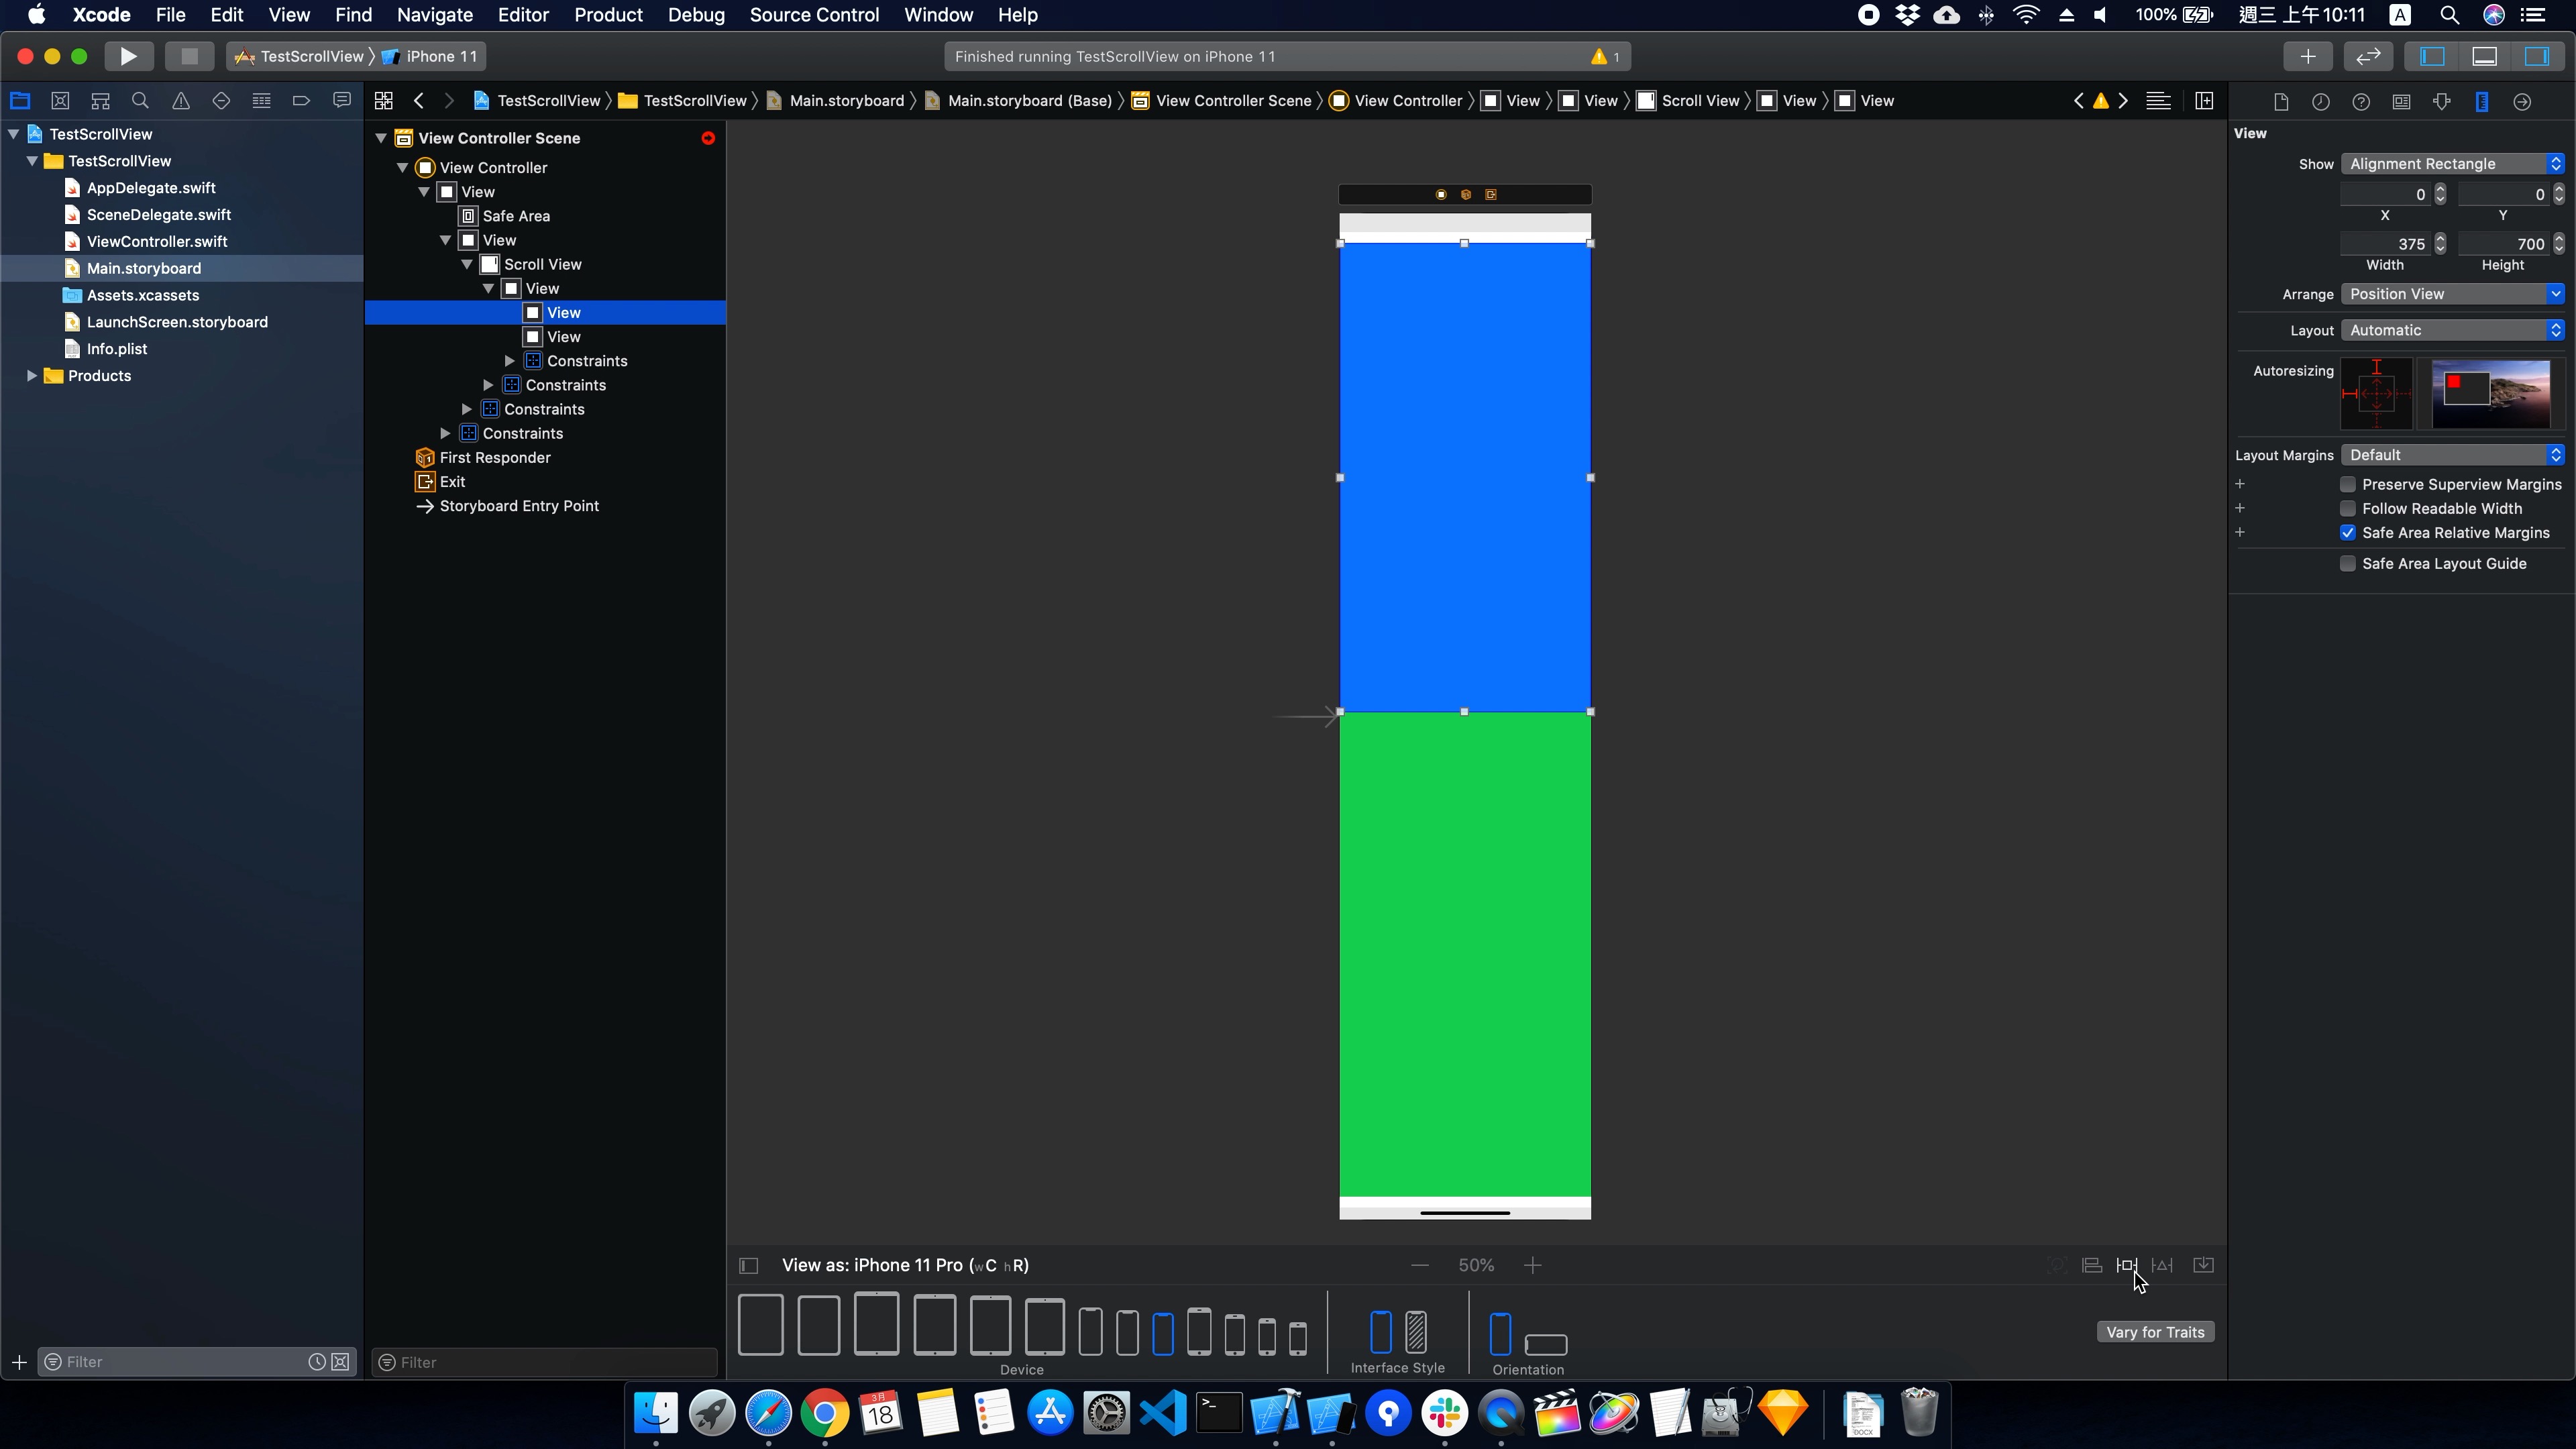 Xcode File Edit View Find Navigate Editor Product Debug Source Control Window Help 100% 週三 上午10:11 A
TestScrollView 〉 iPhone 11 Finished running TestScrollView on iPhone 11 1
TestScrollView 〉 TestScrollView 〉 Main.storyboard 〉 Main.storyboard (Base) 〉 View Controller Scene 〉 View Controller 〉 View 〉 View 〉 Scroll View 〉 View 〉 View
TestScrollView
TestScrollView
AppDelegate.swift
SceneDelegate.swift
ViewController.swift
Main.storyboard
Assets.xcassets
LaunchScreen.storyboard
Info.plist
Products
Filter
View Controller Scene
View Controller
View
Safe Area
View
Scroll View
View
View
View
Constraints
Constraints
Constraints
Constraints
First Responder
Exit
Storyboard Entry Point
Filter
View as: iPhone 11 Pro (wC hR)
50%
Device
Interface Style
Orientation
Vary for Traits
View
Show Alignment Rectangle
0 0
X Y
375 700
Width Height
Arrange Position View
Layout Automatic
Autoresizing
Layout Margins Default
Preserve Superview Margins
Follow Readable Width
Safe Area Relative Margins
Safe Area Layout Guide
3月
18
DOCX